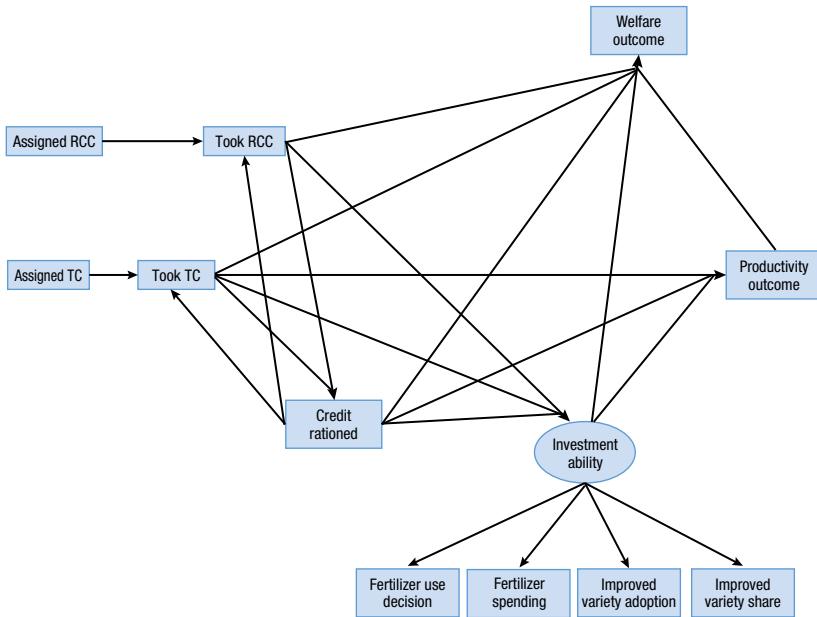 Welfare
outcome
Assigned RCC
Took RCC
Assigned TC
Took TC
Productivity
outcome
Credit
rationed
Investment
ability
Fertilizer use
decision
Fertilizer
spending
Improved
variety adoption
Improved
variety share